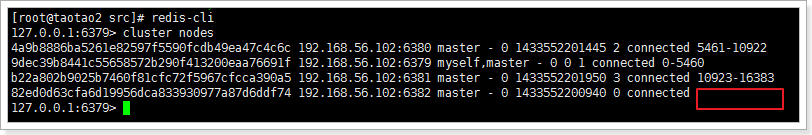 [root@taotao2 src]# redis-cli
127.0.0.1:6379> cluster nodes
4a9b8886ba5261e82597f5590fcdb49ea47c4c6c 192.168.56.102:6380 master - 0 1433552201445 2 connected 5461-10922
9dec39b8441c55658572b290f413200eaa76691f 192.168.56.102:6379 myself,master - 0 0 1 connected 0-5460
b22a802b9025b7460f81cfc72f5967cfcca390a5 192.168.56.102:6381 master - 0 1433552201950 3 connected 10923-16383
82ed0d63cfa6d19956dca833930977a87d6ddf74 192.168.56.102:6382 master - 0 1433552200940 0 connected
127.0.0.1:6379>